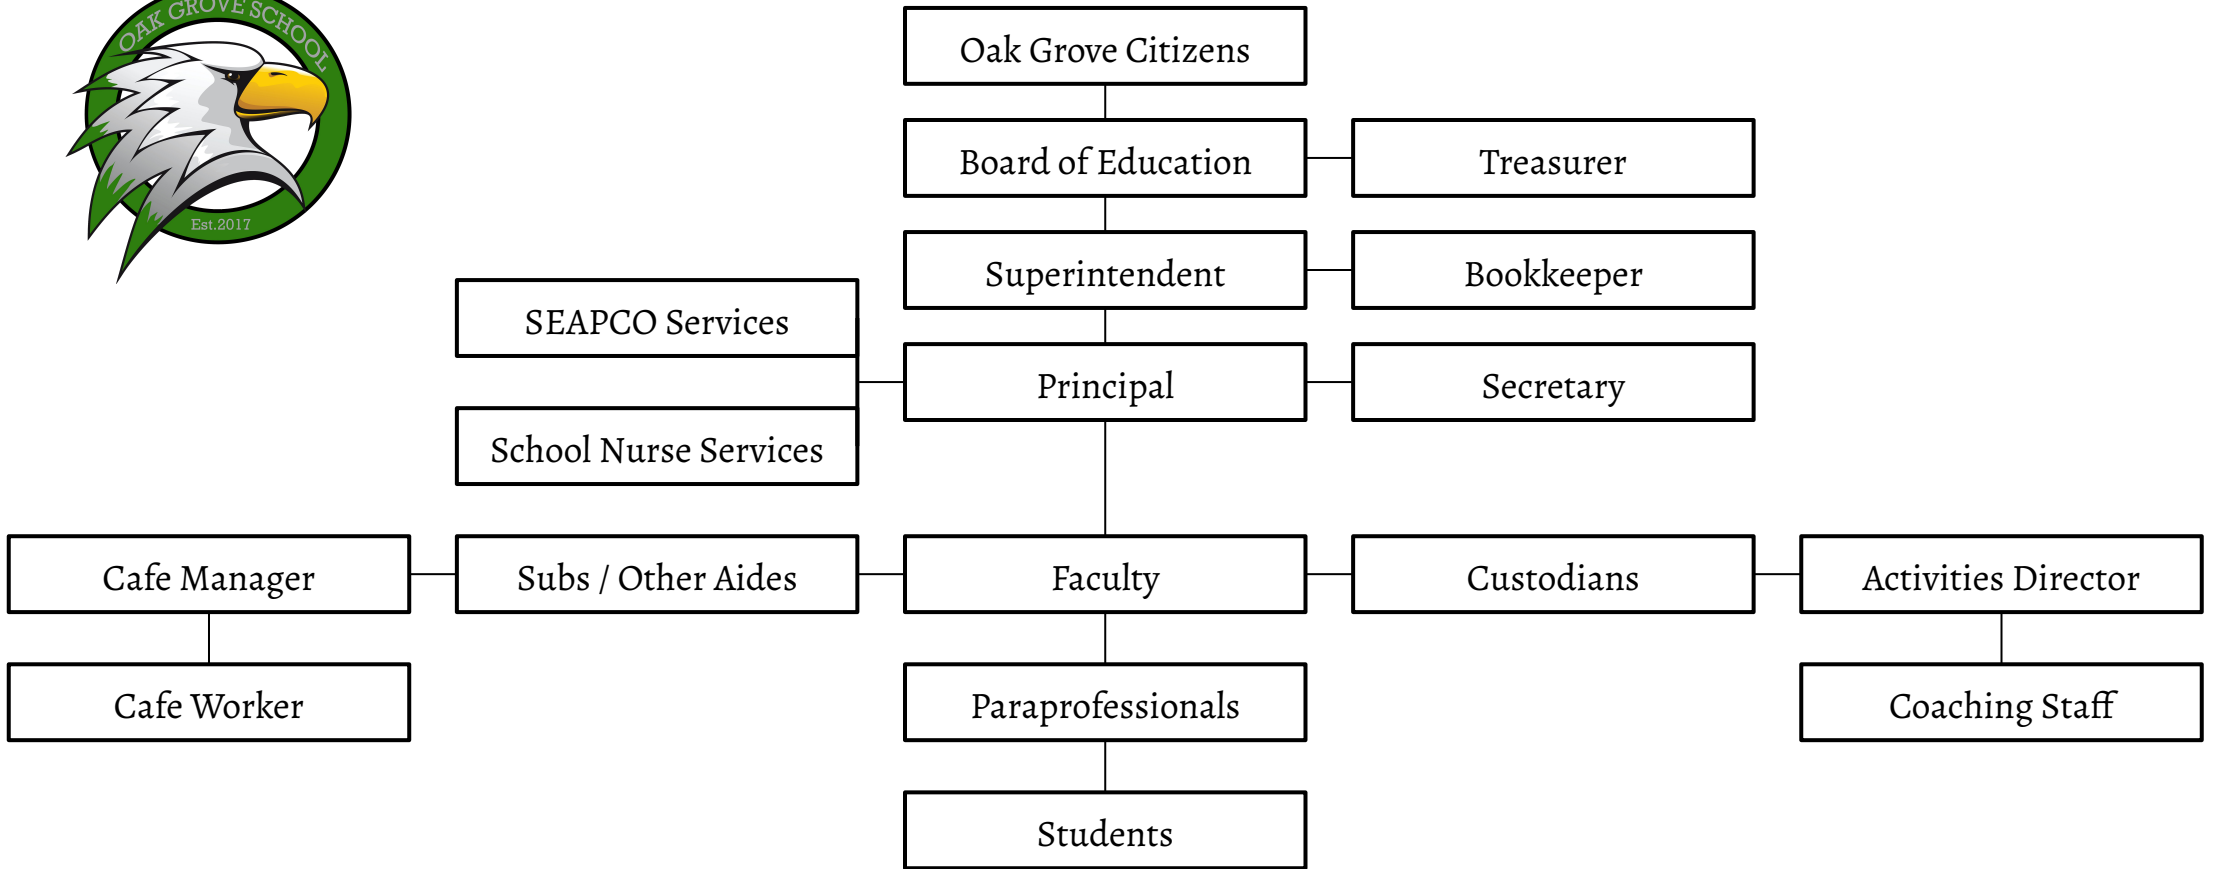 OAK GROVE SCHOOL
Est.2017
Oak Grove Citizens
Board of Education
Treasurer
Superintendent
Bookkeeper
SEAPCO Services
Principal
Secretary
School Nurse Services
Cafe Manager
Subs / Other Aides
Faculty
Custodians
Activities Director
Cafe Worker
Paraprofessionals
Coaching Staff
Students